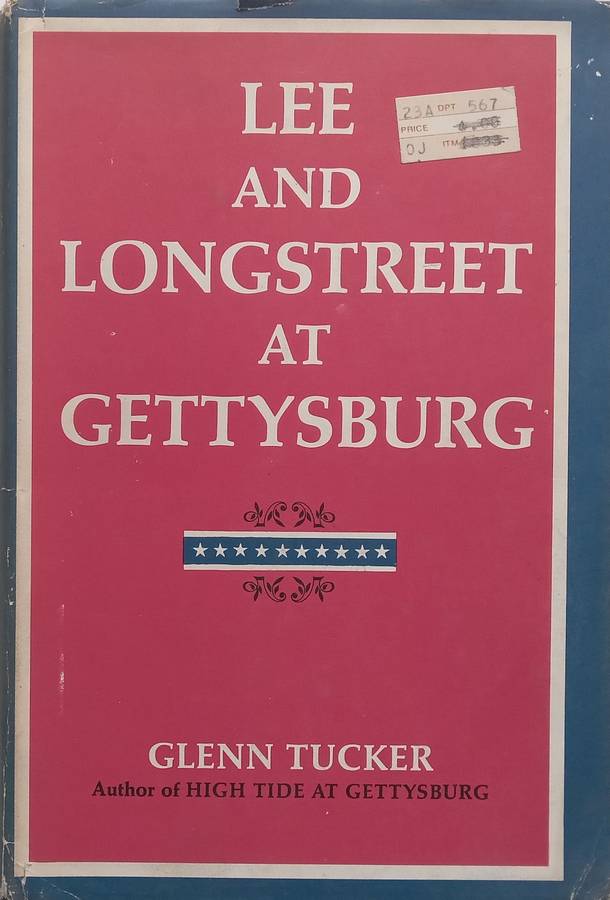 LEE
AND
LONGSTREET
AT
GETTYSBURG
23A DPT 567
PRICE
OJ ITM
GLENN TUCKER
Author of HIGH TIDE AT GETTYSBURG